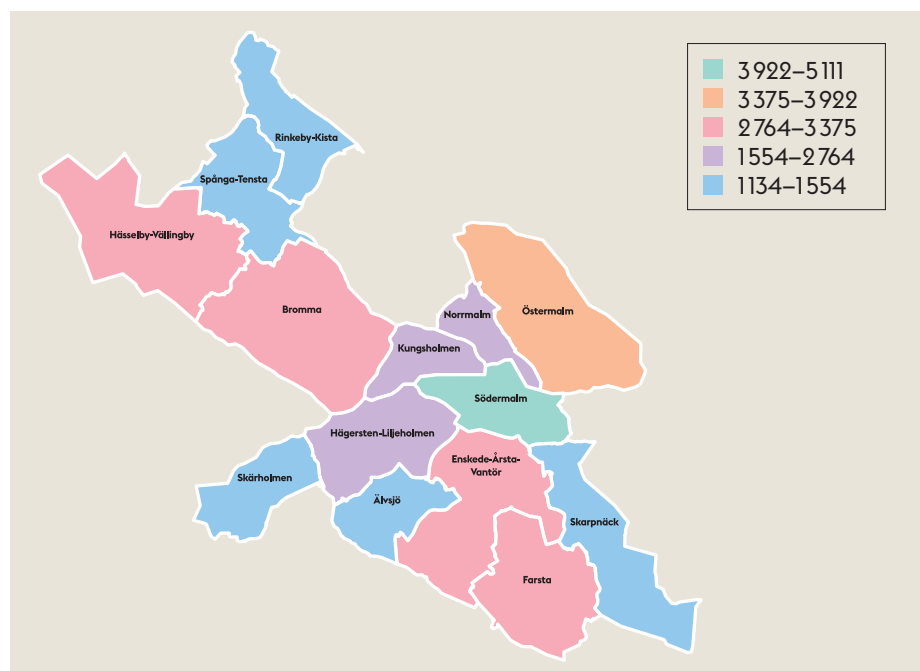 3 922–5 111
3 375–3 922
2 764–3 375
1 554–2 764
1 134–1 554
Rinkeby-Kista
Spånga-Tensta
Hässelby-Vällingby
Bromma
Norrmalm
Östermalm
Kungsholmen
Södermalm
Hägersten-Liljeholmen
Enskede-Årsta-
Vantör
Skärholmen
Älvsjö
Skarpnäck
Farsta